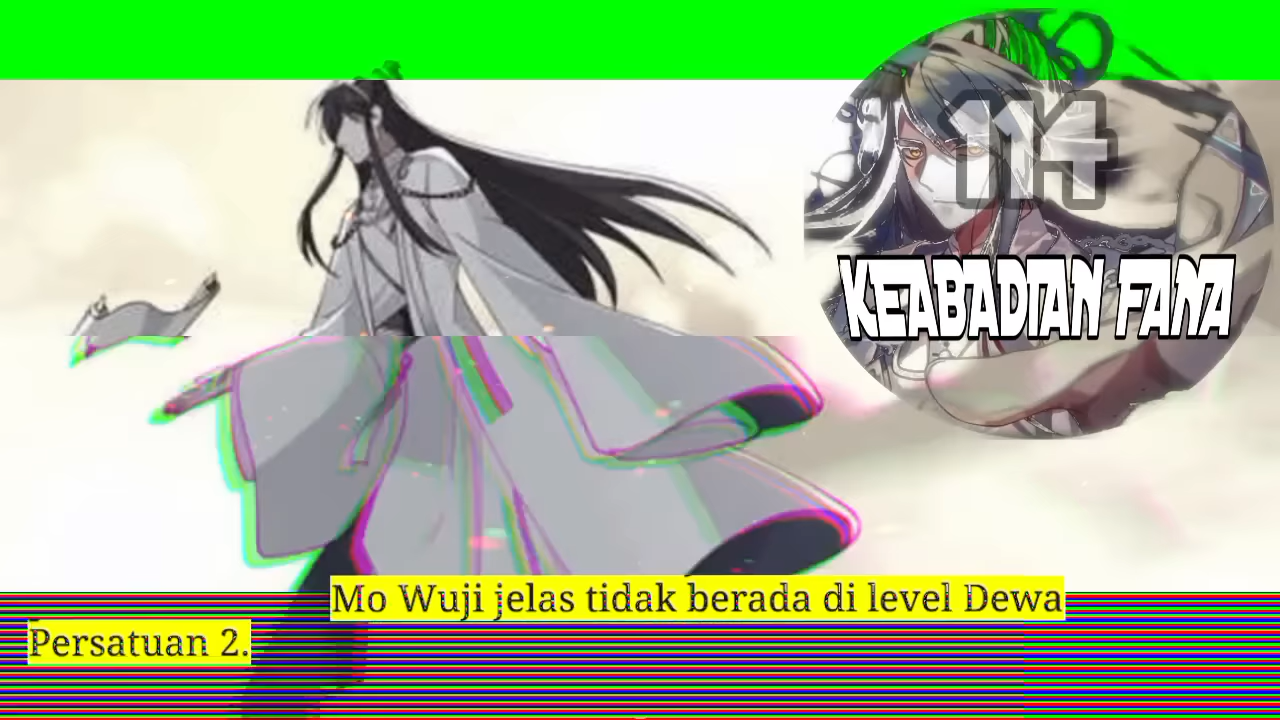 114
KEABADIAN FANA
Mo Wuji jelas tidak berada di level Dewa
Persatuan 2.